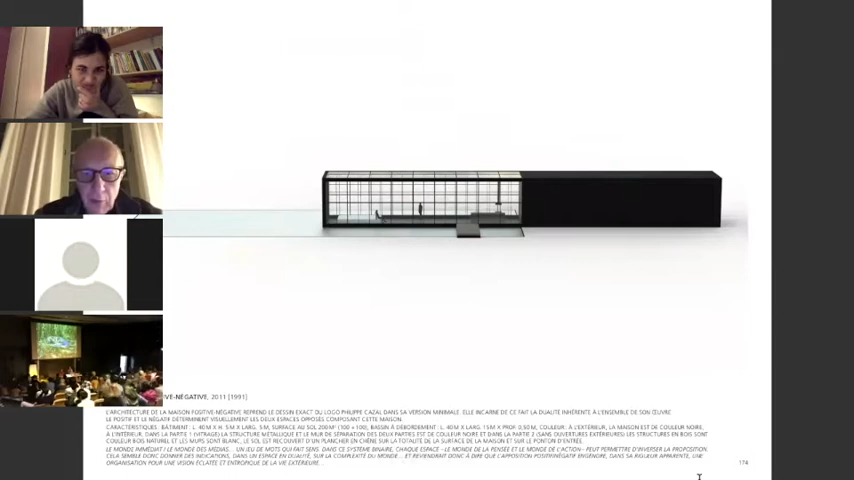 IVE-NÉGATIVE, 2011 [1991]
L'ARCHITECTURE DE LA MAISON POSITIVE-NÉGATIVE REPREND LE DESSIN EXACT DU LOGO PHILIPPE CAZAL DANS SA VERSION MINIMALE. ELLE INCARNE DE CE FAIT LA DUALITÉ INHÉRENTE À L'ENSEMBLE DE SON ŒUVRE.
LE POSITIF ET LE NÉGATIF DÉTERMINENT VISUELLEMENT LES DEUX ESPACES OPPOSÉS COMPOSANT CETTE MAISON.
CARACTÉRISTIQUES : BÂTIMENT : L. 40 M X H. 5 M X LARG. 5 M, SURFACE AU SOL 200 M² (100 + 100), BASSIN À DÉBORDEMENT : L. 40 M X LARG. 15 M X PROF. 0,50 M, COULEUR : À L'EXTÉRIEUR, LA MAISON EST DE COULEUR NOIRE,
À L'INTÉRIEUR, DANS LA PARTIE 1 (VITRAGE) LA STRUCTURE MÉTALLIQUE ET LE MUR DE SÉPARATION DES DEUX PARTIES EST DE COULEUR NOIRE ET DANS LA PARTIE 2 (SANS OUVERTURES EXTÉRIEURES) LES STRUCTURES EN BOIS SONT
COULEUR BOIS NATUREL ET LES MURS SONT BLANC, LE SOL EST RECOUVERT D'UN PLANCHER EN CHÊNE SUR LA TOTALITÉ DE LA SURFACE DE LA MAISON ET SUR LE PONTON D'ENTRÉE.
LE MONDE IMMÉDIAT / LE MONDE DES MÉDIAS... UN JEU DE MOTS QUI FAIT SENS. DANS CE SYSTÈME BINAIRE, CHAQUE ESPACE - LE MONDE DE LA PENSÉE ET LE MONDE DE L'ACTION - PEUT PERMETTRE D'INVERSER LA PROPOSITION.
CELA SEMBLE DONC DONNER DES INDICATIONS, DANS UN ESPACE EN DUALITÉ, SUR LA COMPLEXITÉ DU MONDE... ET REVIENDRAIT DONC À DIRE QUE L'APPOSITION POSITIF/NÉGATIF ENGENDRE, DANS SA RIGUEUR APPARENTE, UNE
ORGANISATION POUR UNE VISION ÉCLATÉE ET ENTROPIQUE DE LA VIE EXTÉRIEURE.
174